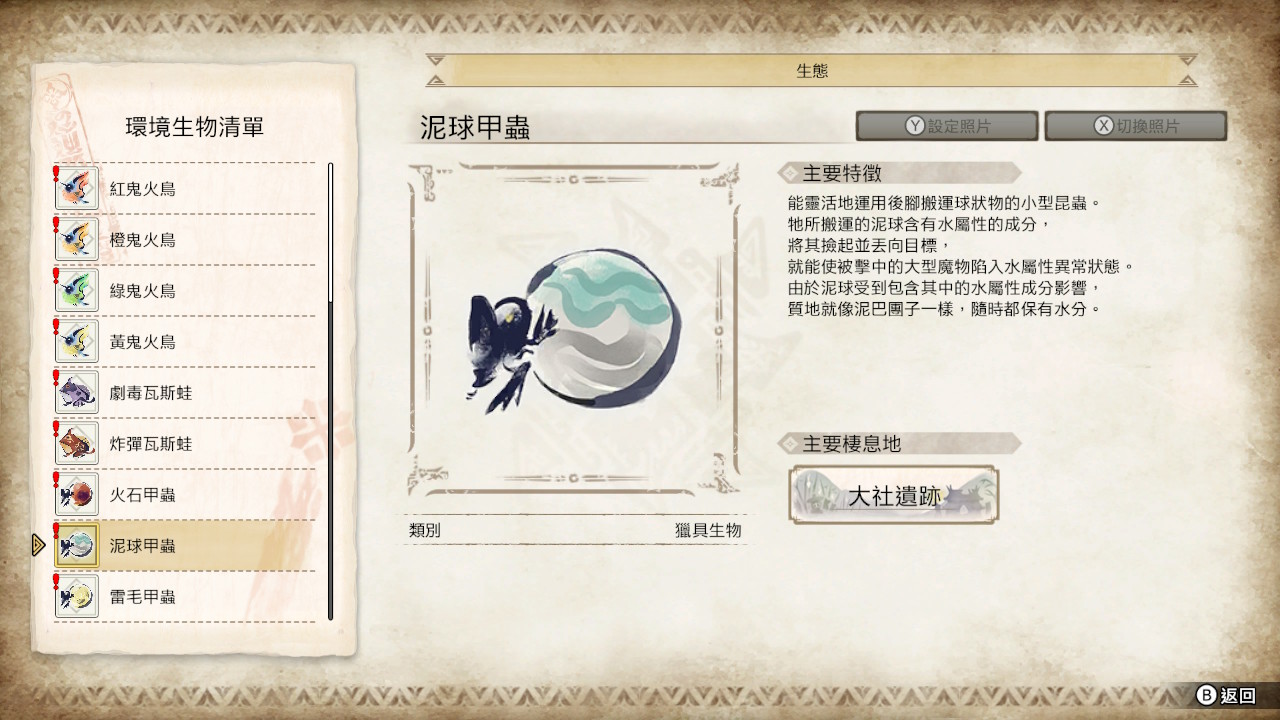 生態
環境生物清單
紅鬼火鳥
橙鬼火鳥
綠鬼火鳥
黃鬼火鳥
劇毒瓦斯蛙
炸彈瓦斯蛙
火石甲蟲
泥球甲蟲
雷毛甲蟲
泥球甲蟲
Y設定照片
X切換照片
主要特徵
能靈活地運用後腳搬運球狀物的小型昆蟲。
牠所搬運的泥球含有水屬性的成分，
將其撿起並丟向目標，
就能使被擊中的大型魔物陷入水屬性異常狀態。
由於泥球受到包含其中的水屬性成分影響，
質地就像泥巴團子一樣，隨時都保有水分。
主要棲息地
大社遺跡
類別 獵具生物
B返回